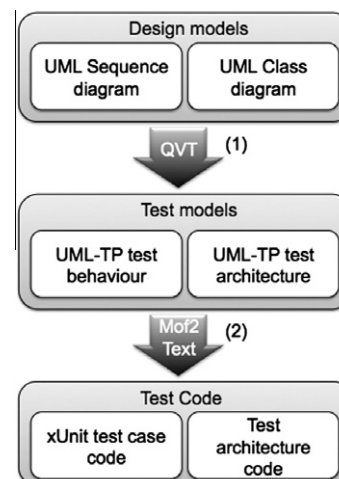 Design models
UML Sequence UML Class
diagram diagram
QVT (1)
Test models
UML-TP test UML-TP test
behaviour architecture
Mof2 (2)
Text
Test Code
xUnit test case Test
code architecture
code